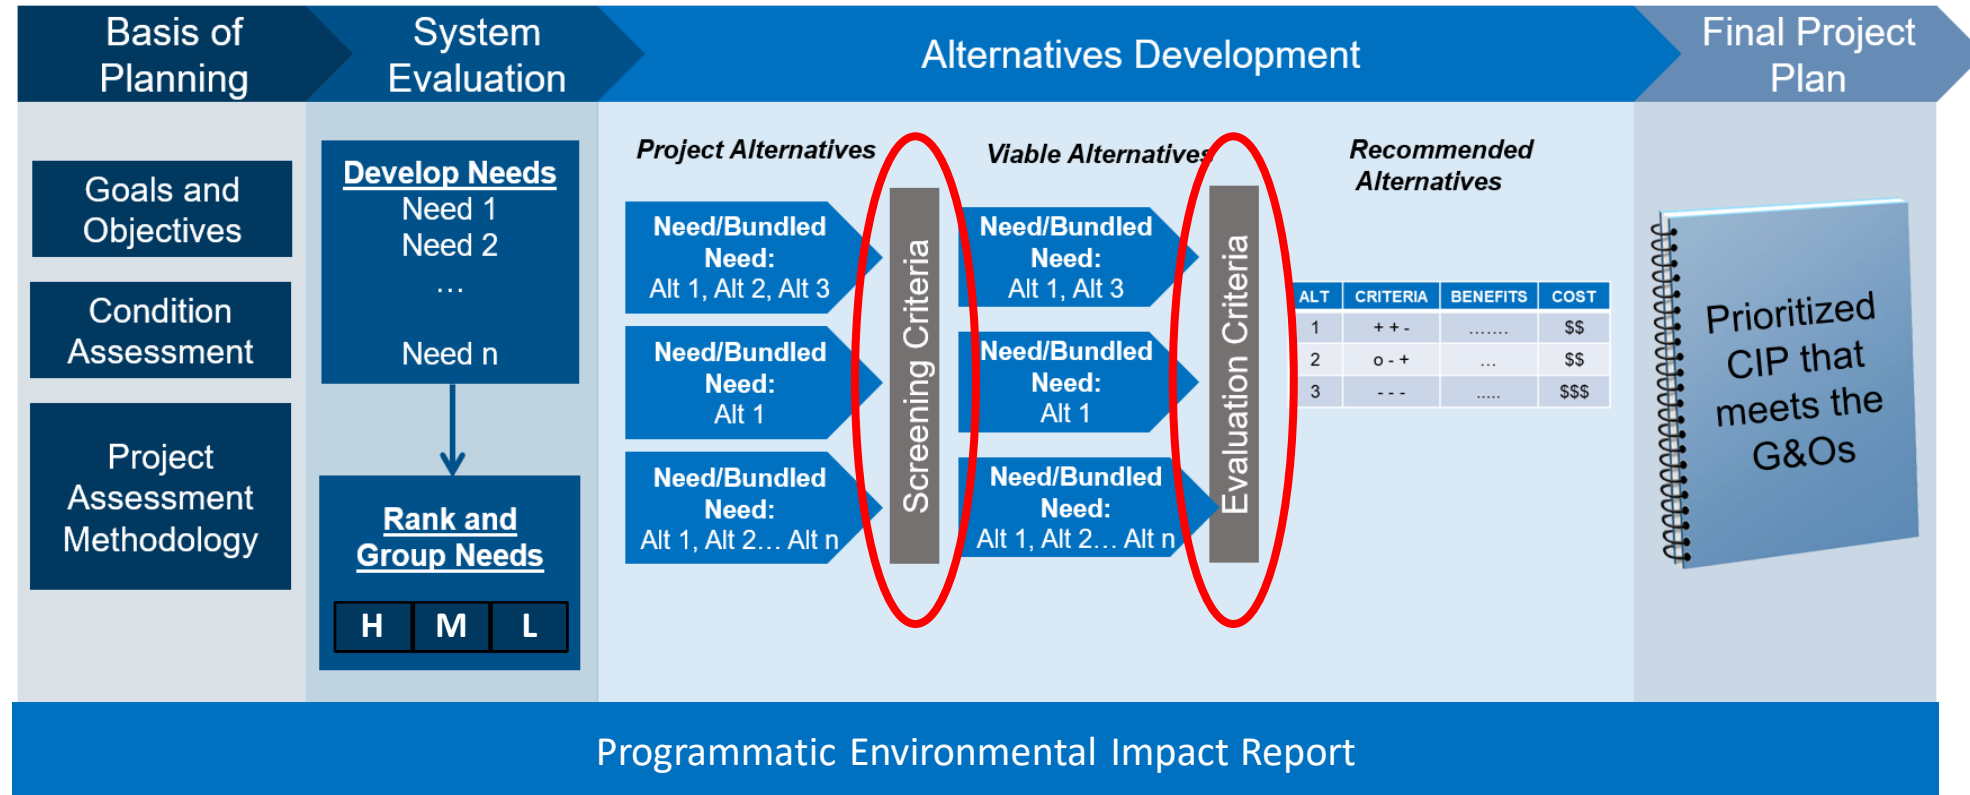 Basis of
Planning
System
Evaluation
Alternatives Development
Final Project
Plan
Goals and
Objectives
Condition
Assessment
Project
Assessment
Methodology
Develop Needs
Need 1
Need 2
…
Need n
Rank and
Group Needs
H M L
Project Alternatives
Need/Bundled
Need:
Alt 1, Alt 2, Alt 3
Need/Bundled
Need:
Alt 1
Need/Bundled
Need:
Alt 1, Alt 2… Alt n
Screening Criteria
Viable Alternatives
Need/Bundled
Need:
Alt 1, Alt 3
Need/Bundled
Need:
Alt 1
Need/Bundled
Need:
Alt 1, Alt 2… Alt n
Evaluation Criteria
Recommended
Alternatives
ALT CRITERIA BENEFITS COST
1 + + - ……. $$
2 o - + … $$
3 - - - ….. $$$
Prioritized
CIP that
meets the
G&Os
Programmatic Environmental Impact Report